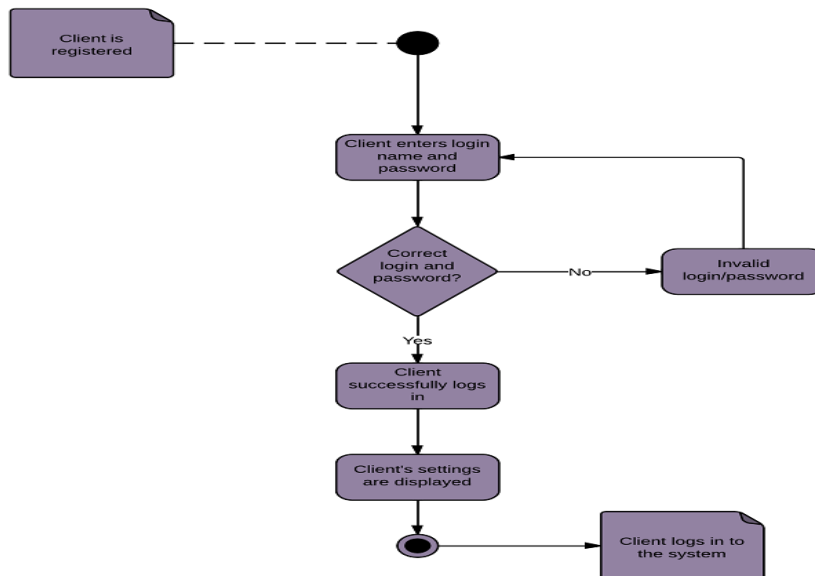 Client is
registered
Client enters login
name and
password
Correct
login and
password?
No
Invalid
login/password
Yes
Client
successfully logs
in
Client's settings
are displayed
Client logs in to
the system